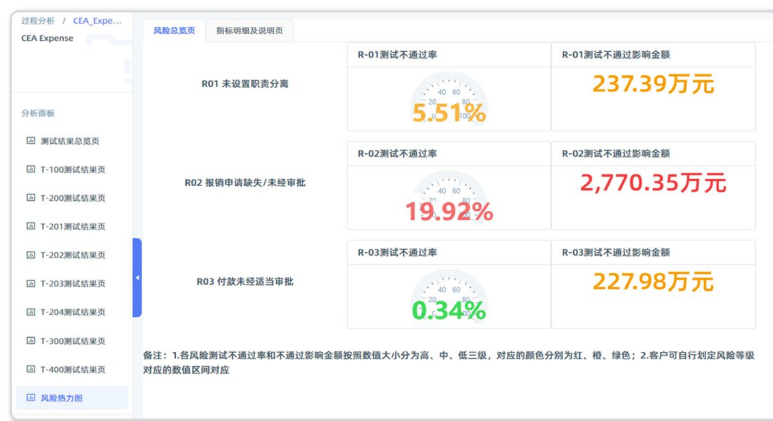 过程分析 / CEA_Expe...
CEA Expense
分析面板
测试结果总览页
T-100测试结果页
T-200测试结果页
T-201测试结果页
T-202测试结果页
T-203测试结果页
T-204测试结果页
T-300测试结果页
T-400测试结果页
风险热力图
风险总览页 指标明细及说明页
R01 未设置职责分离
R-01测试不通过率
20 40 60 80
5.51%
R-01测试不通过影响金额
237.39万元
R02 报销申请缺失/未经审批
R-02测试不通过率
40 60
19.92%
R-02测试不通过影响金额
2,770.35万元
R03 付款未经适当审批
R-03测试不通过率
20 40 60 80
0.34%
R-03测试不通过影响金额
227.98万元
备注：1.各风险测试不通过率和不通过影响金额按照数值大小分为高、中、低三级，对应的颜色分别为红、橙、绿色；2.客户可自行划定风险等级
对应的数值区间对应